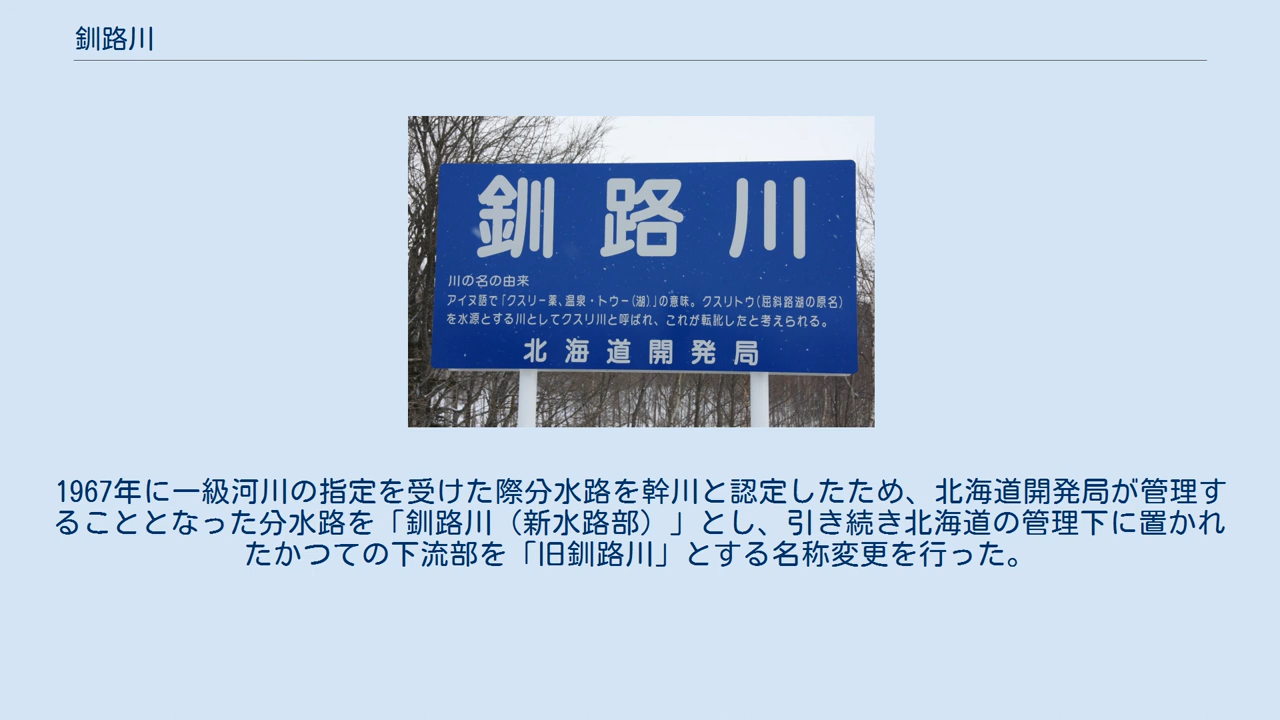 釧路川
釧路川
川の名の由来
アイヌ語で「クスリー薬、温泉・トウー(湖)」の意味。クスリトウ(屈斜路湖の原名)
を水源とする川としてクスリ川と呼ばれ、これが転訛したと考えられる。
北海道開発局
1967年に一級河川の指定を受けた際分水路を幹川と認定したため、北海道開発局が管理す
ることとなった分水路を「釧路川（新水路部）」とし、引き続き北海道の管理下に置かれ
たかつての下流部を「旧釧路川」とする名称変更を行った。